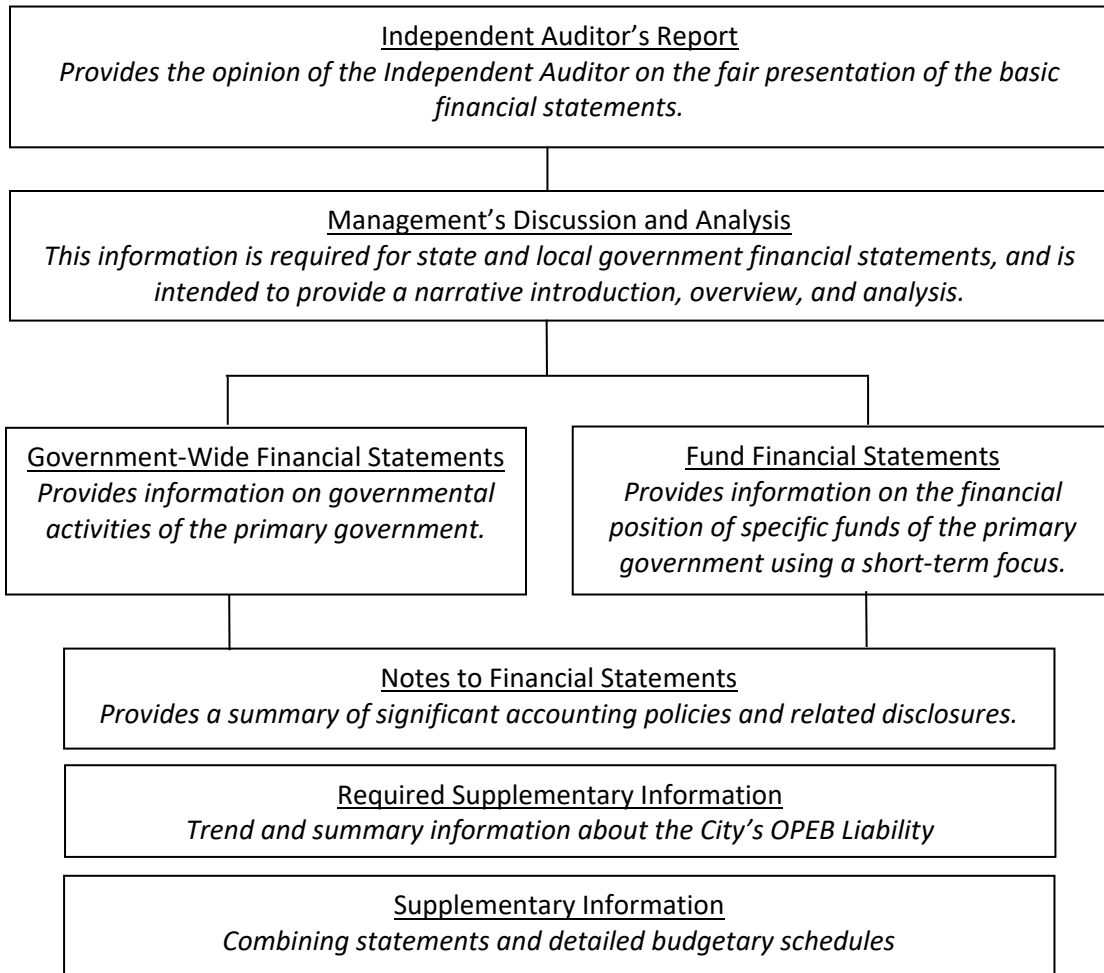 Independent Auditor’s Report
Provides the opinion of the Independent Auditor on the fair presentation of the basic
financial statements.
Management’s Discussion and Analysis
This information is required for state and local government financial statements, and is
intended to provide a narrative introduction, overview, and analysis.
Government-Wide Financial Statements
Provides information on governmental
activities of the primary government.
Fund Financial Statements
Provides information on the financial
position of specific funds of the primary
government using a short-term focus.
Notes to Financial Statements
Provides a summary of significant accounting policies and related disclosures.
Required Supplementary Information
Trend and summary information about the City’s OPEB Liability
Supplementary Information
Combining statements and detailed budgetary schedules